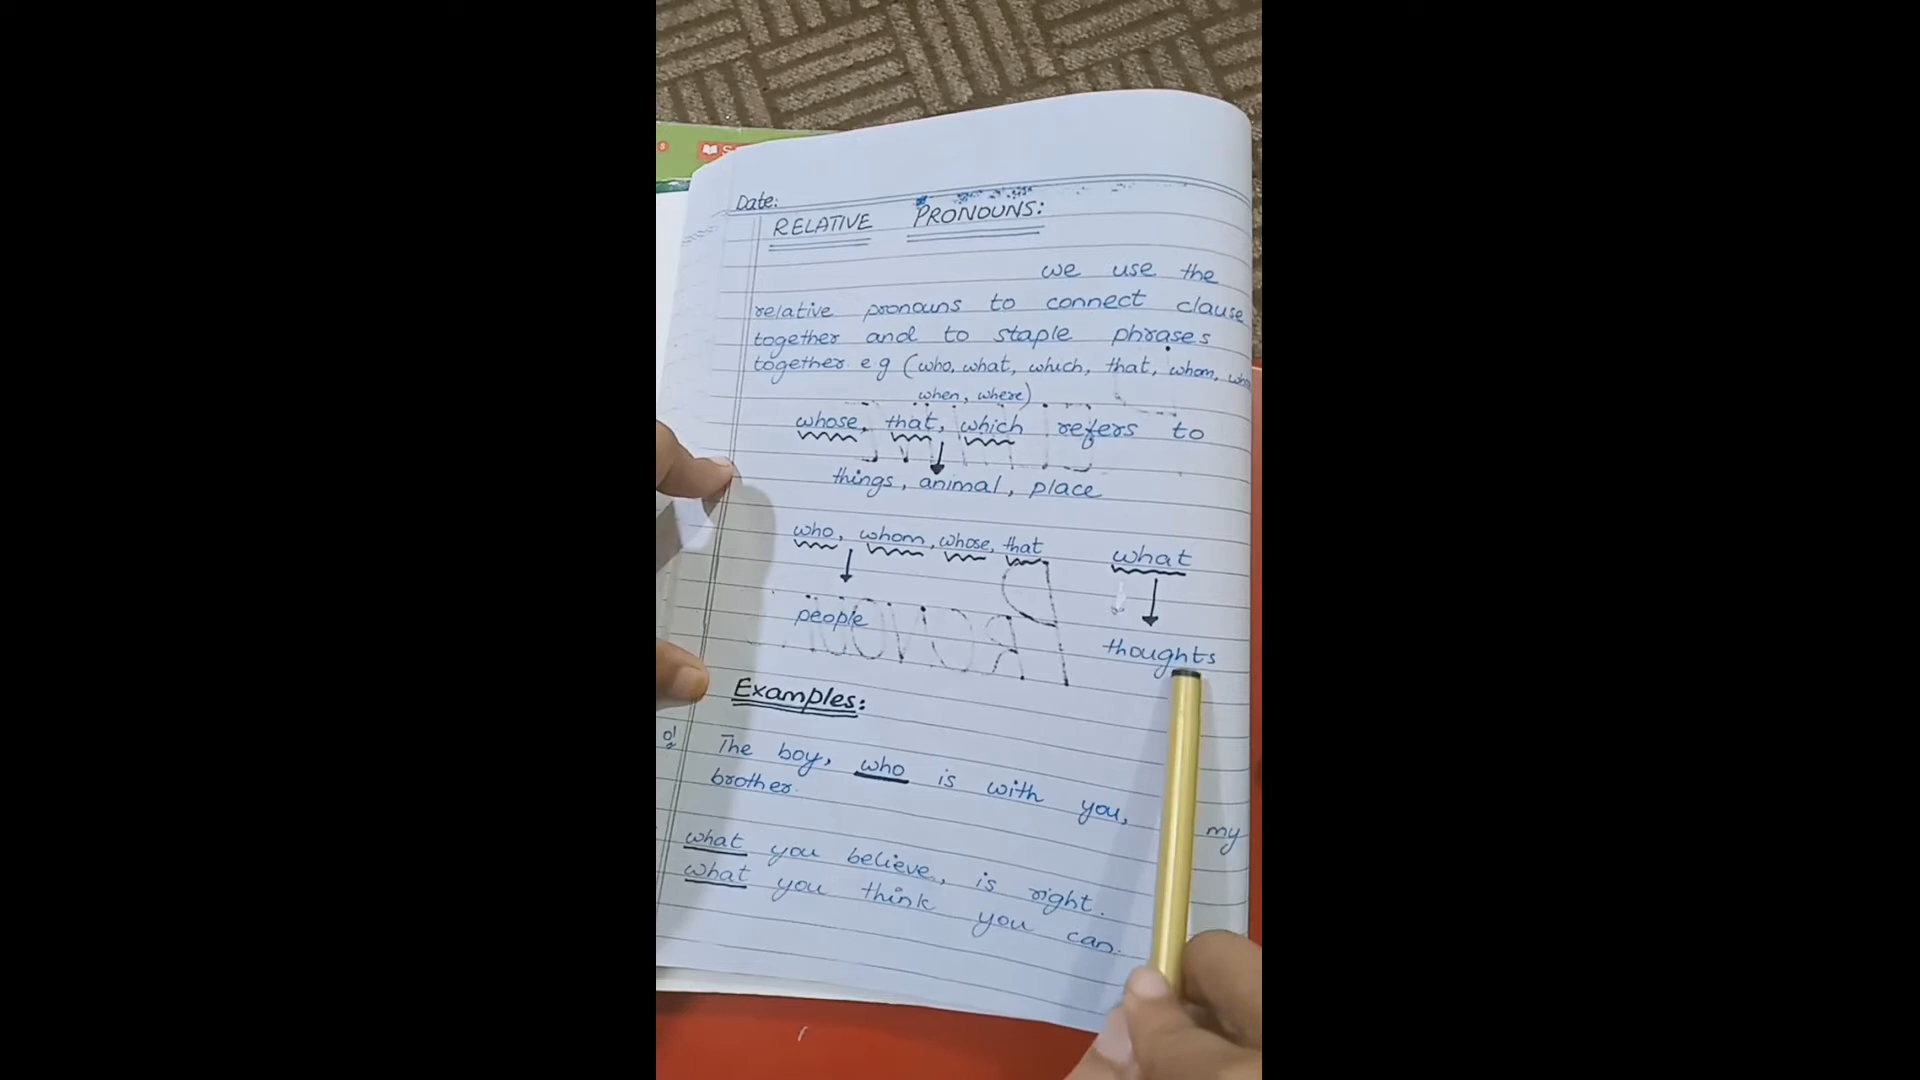 Date:
RELATIVE PRONOUNS:
we use the
relative pronouns to connect clause
together and to staple phrases
together e.g (who, what, which, that, whom,
when, where)
whose, that, which refers to
things, animal, place
who, whom, whose, that what
people
thoughts
Examples:
The boy, who is with you, my
brother.
what you believe, is right.
what you think you can.